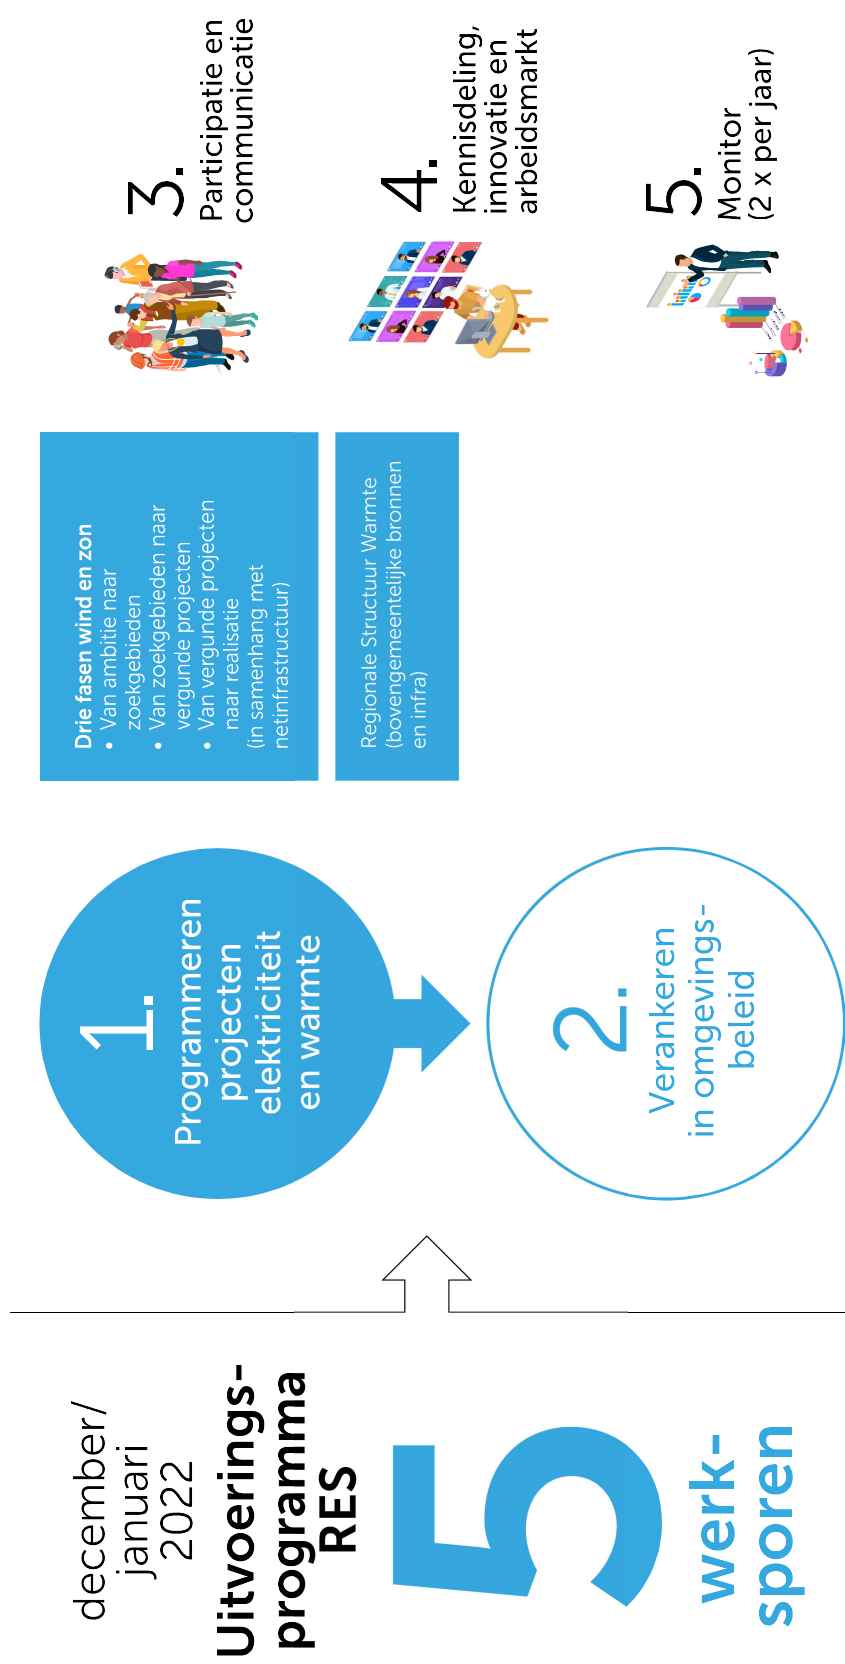 december/
januari
2022
Uitvoerings-
programma
RES
5
werk-
sporen
1.
Programmeren
projecten
elektriciteit
en warmte
2.
Verankeren
in omgevings-
beleid
Drie fasen wind en zon
• Van ambitie naar
zoekgebieden
• Van zoekgebieden naar
vergunde projecten
• Van vergunde projecten
naar realisatie
(in samenhang met
netinfrastructuur)
Regionale Structuur Warmte
(bovengemeentelijke bronnen
en infra)
3.
Participatie en
communicatie
4.
Kennisdeling,
innovatie en
arbeidsmarkt
5.
Monitor
(2 x per jaar)